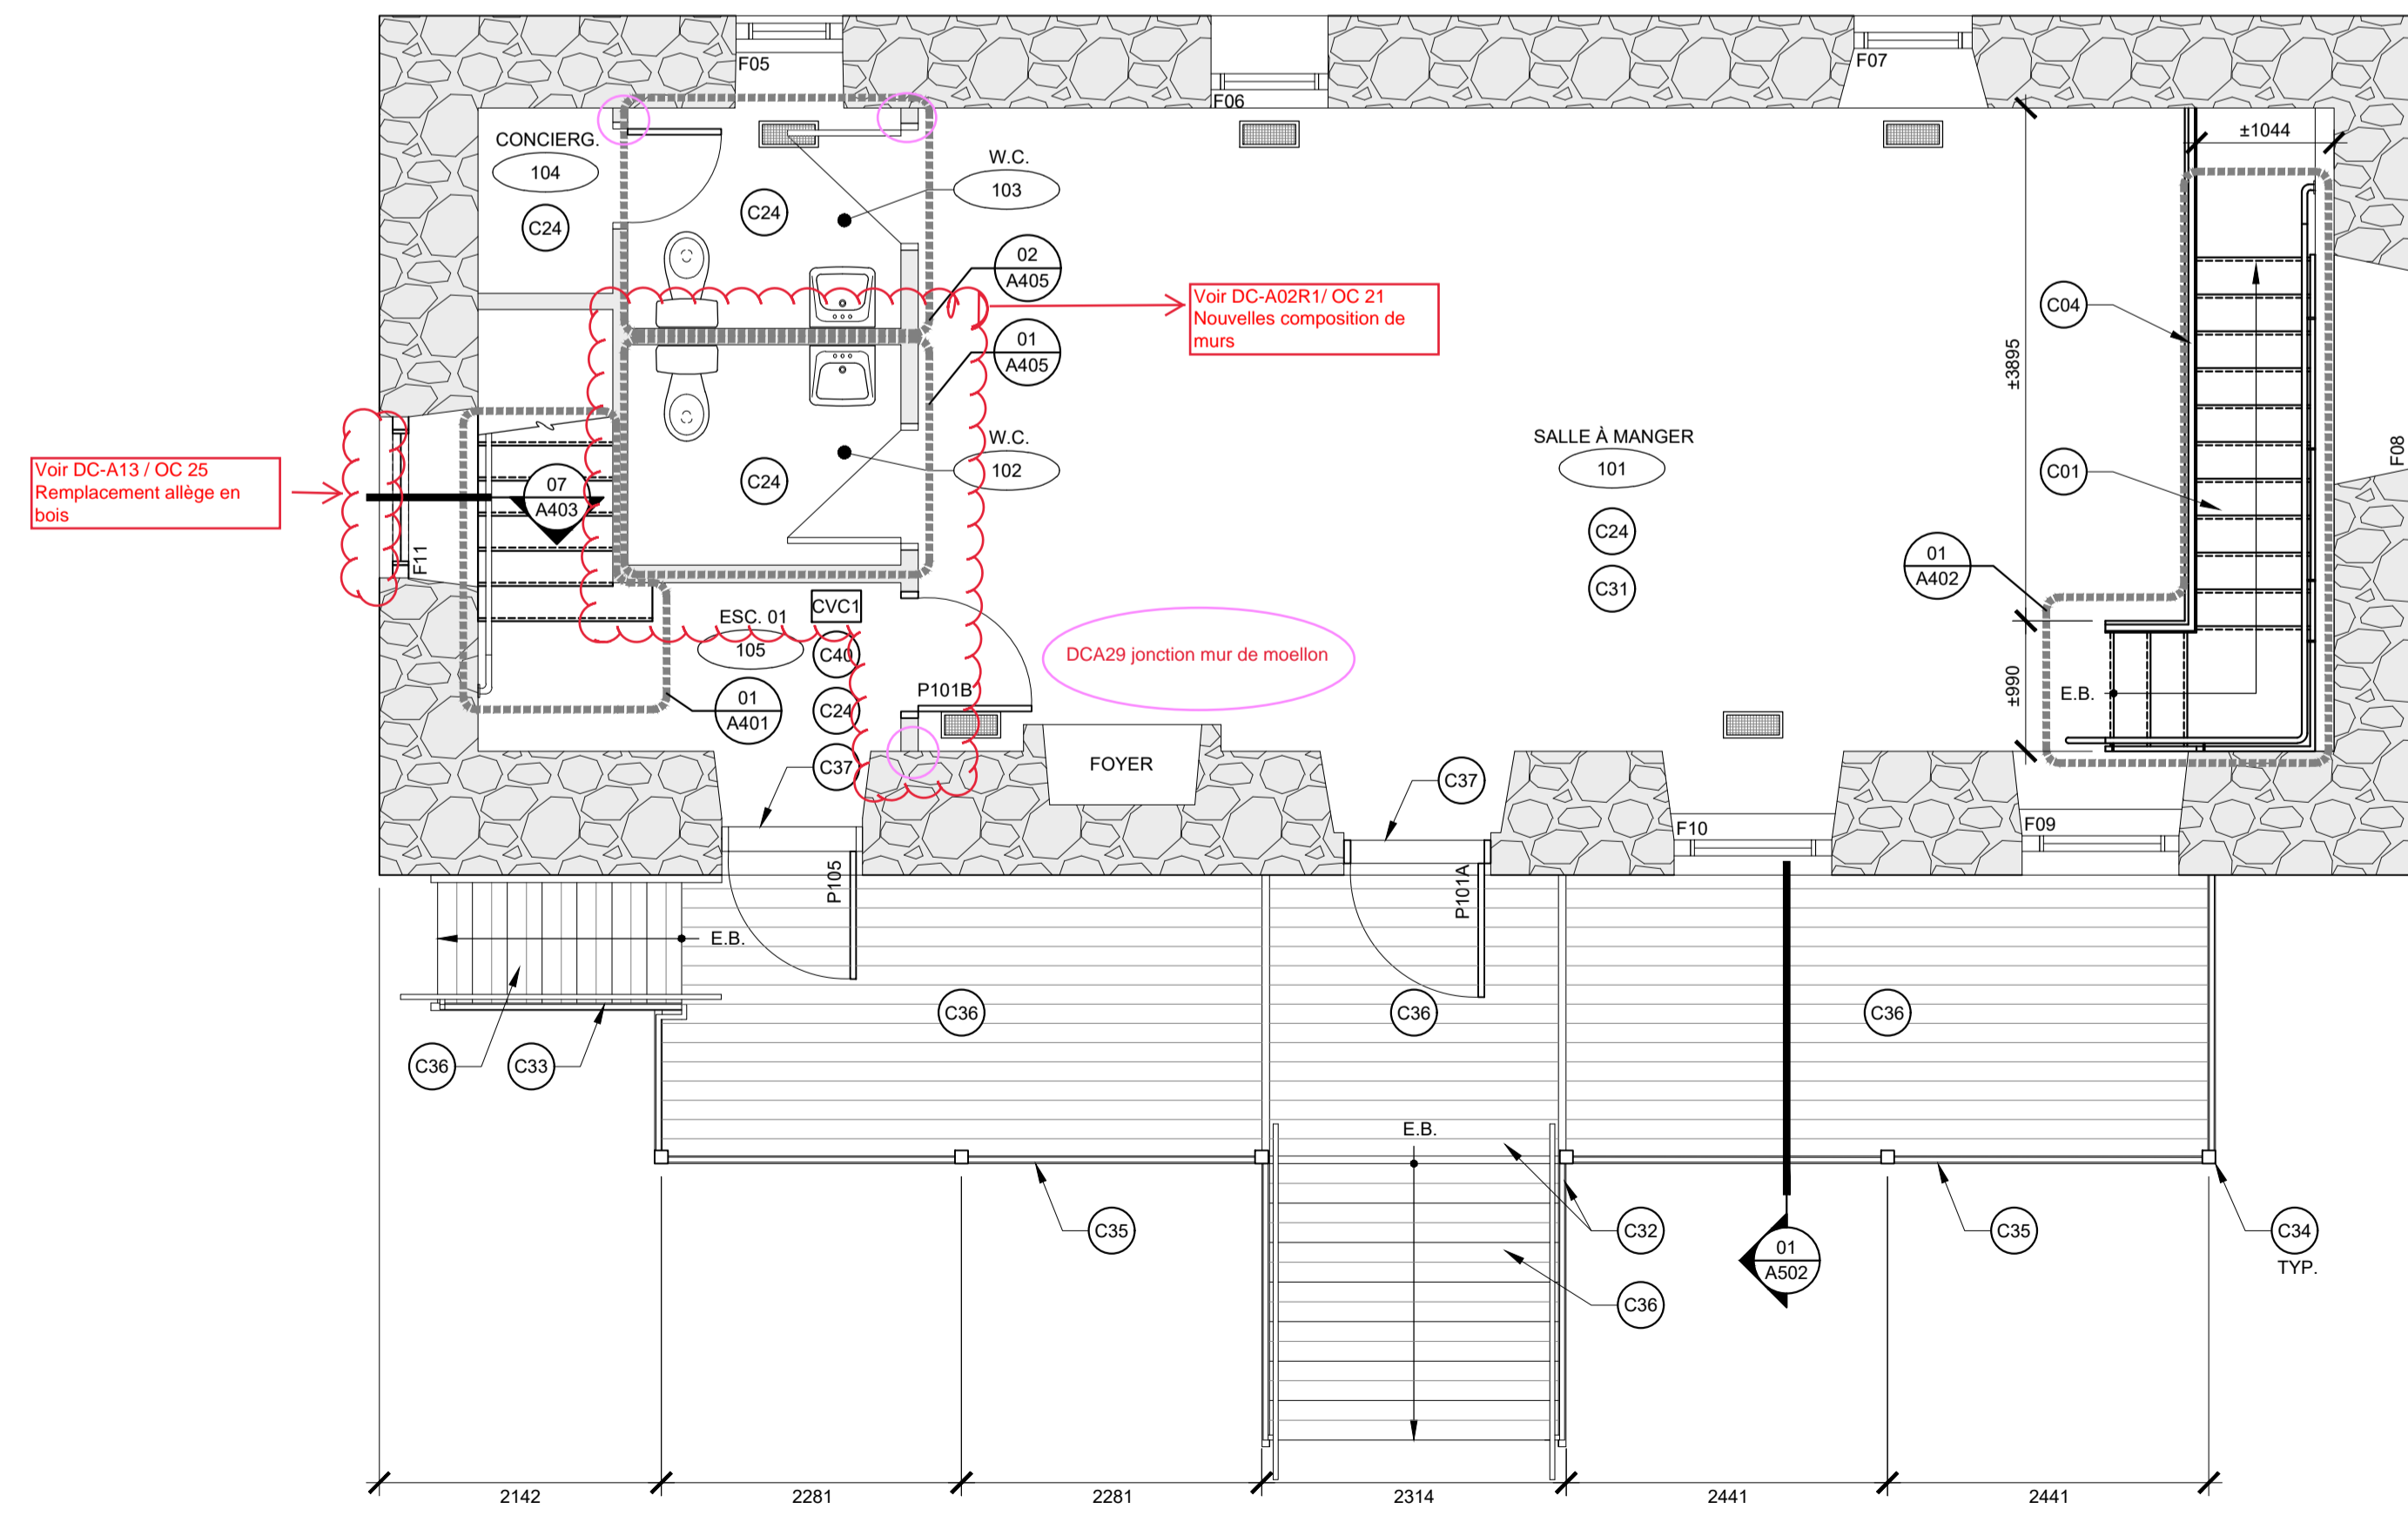 F05
F06
F07
CONCIERG.
104
C24
W.C.
103
C24
±1044
02
A405
Voir DC-A02R1/ OC 21
Nouvelles composition de
murs
01
A405
C04
±3895
W.C.
102
C24
SALLE À MANGER
101
C24
C31
C01
F08
Voir DC-A13 / OC 25
Remplacement allège en
bois
07
A403
F11
01
A402
CVC1
ESC. 01
105
C40
DCA29 jonction mur de moellon
P101B
±990
E.B.
01
A401
C24
C37
FOYER
C37
F10
F09
P105
P101A
E.B.
C36
C36
C36
C36
C33
E.B.
C35
C32
01
A502
C35
C34
TYP.
C36
2142
2281
2281
2314
2441
2441